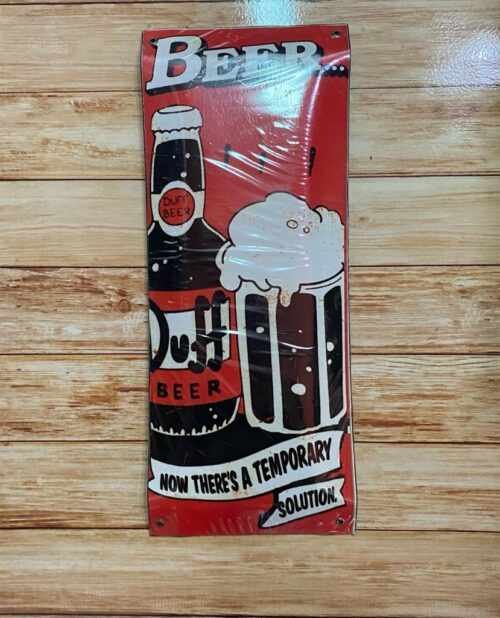 BEER...
DUFF
BEER
Duff
BEER
NOW THERE'S A TEMPORARY
SOLUTION.